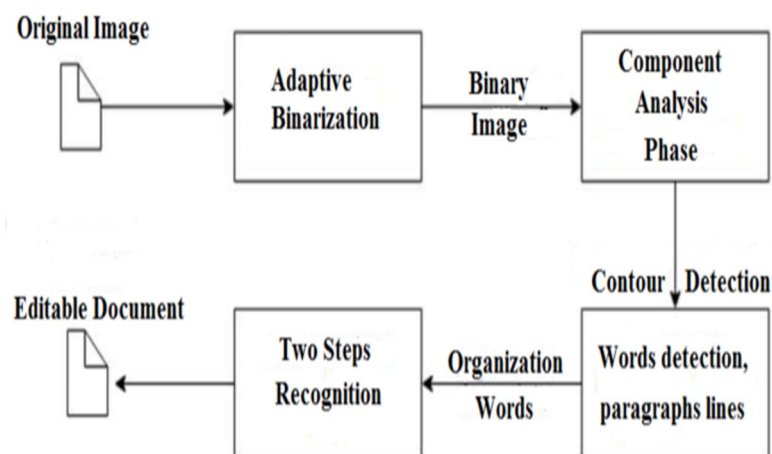 Original Image
Adaptive
Binarization
Binary
Image
Component
Analysis
Phase
Contour Detection
Words detection,
paragraphs lines
Organization
Words
Two Steps
Recognition
Editable Document